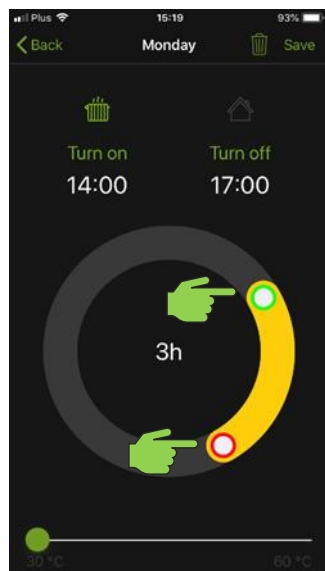 Plus 15:19 93%
Back Monday Save
Turn on Turn off
14:00 17:00
3h
30 °C 60 °C